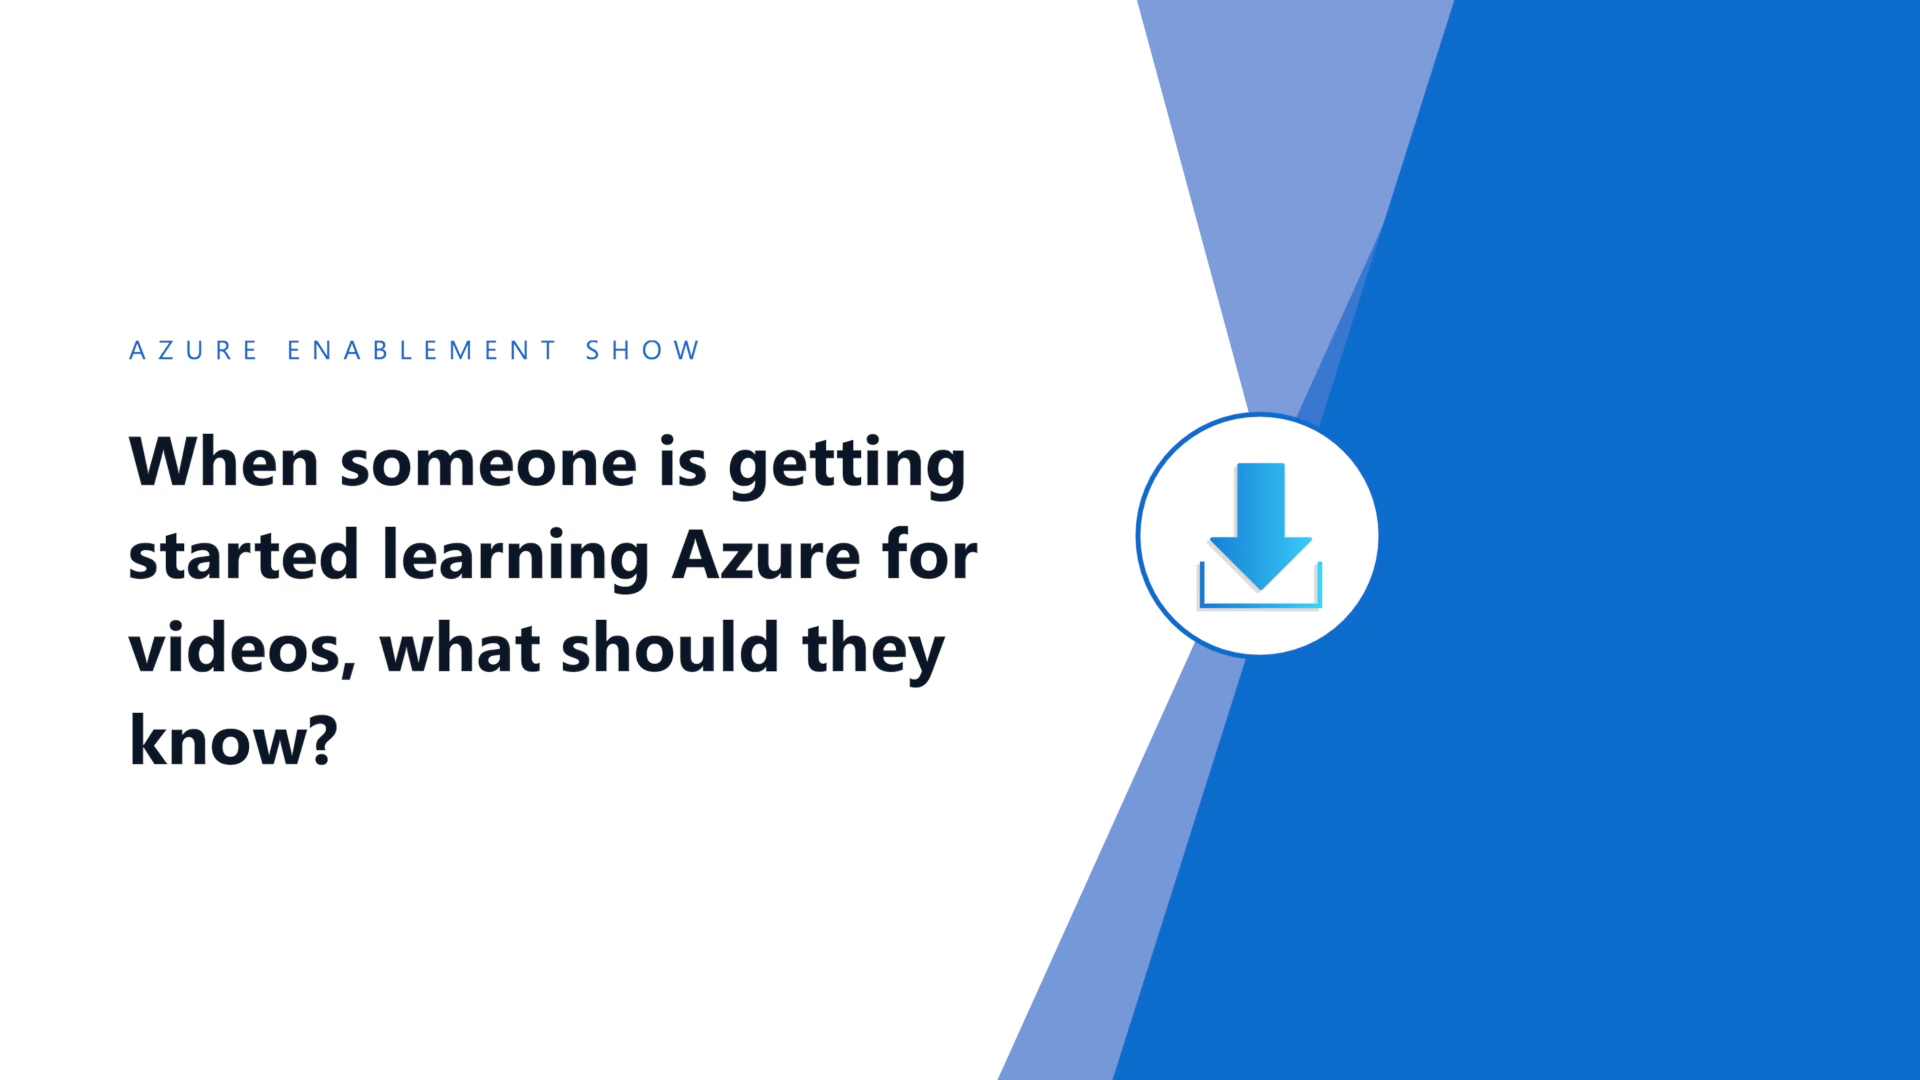 AZURE ENABLEMENT SHOW
When someone is getting
started learning Azure for
videos, what should they
know?